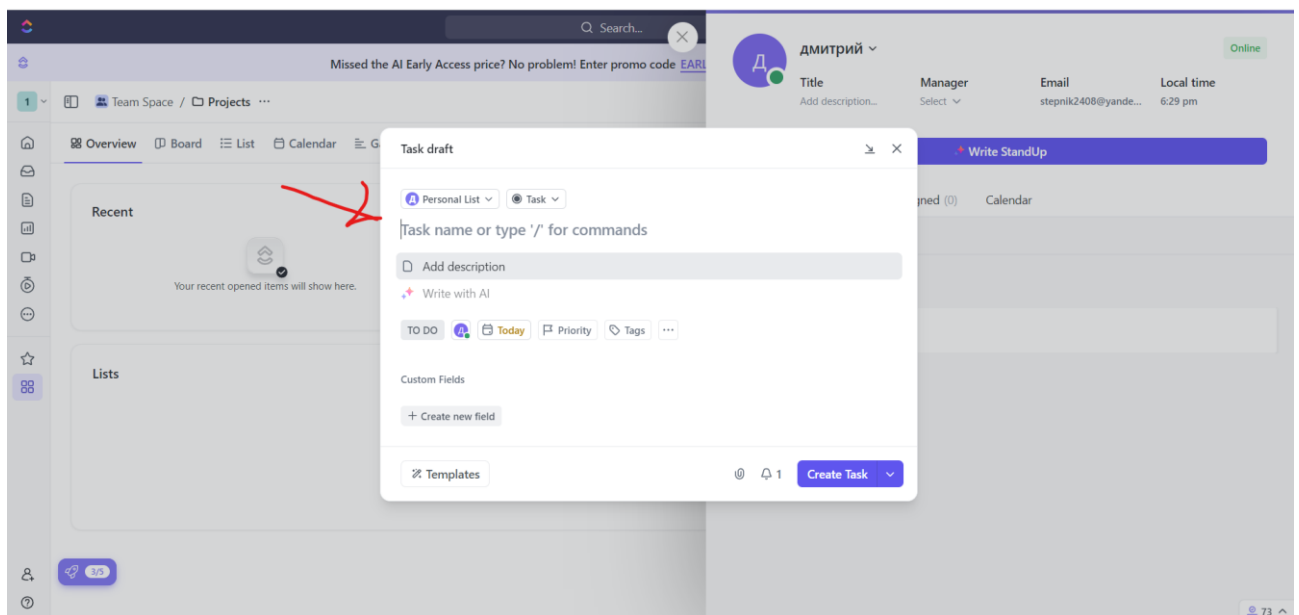 Search...
Missed the AI Early Access price? No problem! Enter promo code EARL
1
Team Space / Projects ...
Overview Board List Calendar G
Recent
Your recent opened items will show here.
Lists
3/5
Д
дмитрий
Online
Title Manager Email Local time
Add description... Select stepnik2408@yande... 6:29 pm
Write StandUp
gned (0) Calendar
Task draft
Д Personal List Task
Task name or type '/' for commands
Add description
Write with AI
TO DO Д Today Priority Tags ...
Custom Fields
+ Create new field
Templates 1 Create Task
73